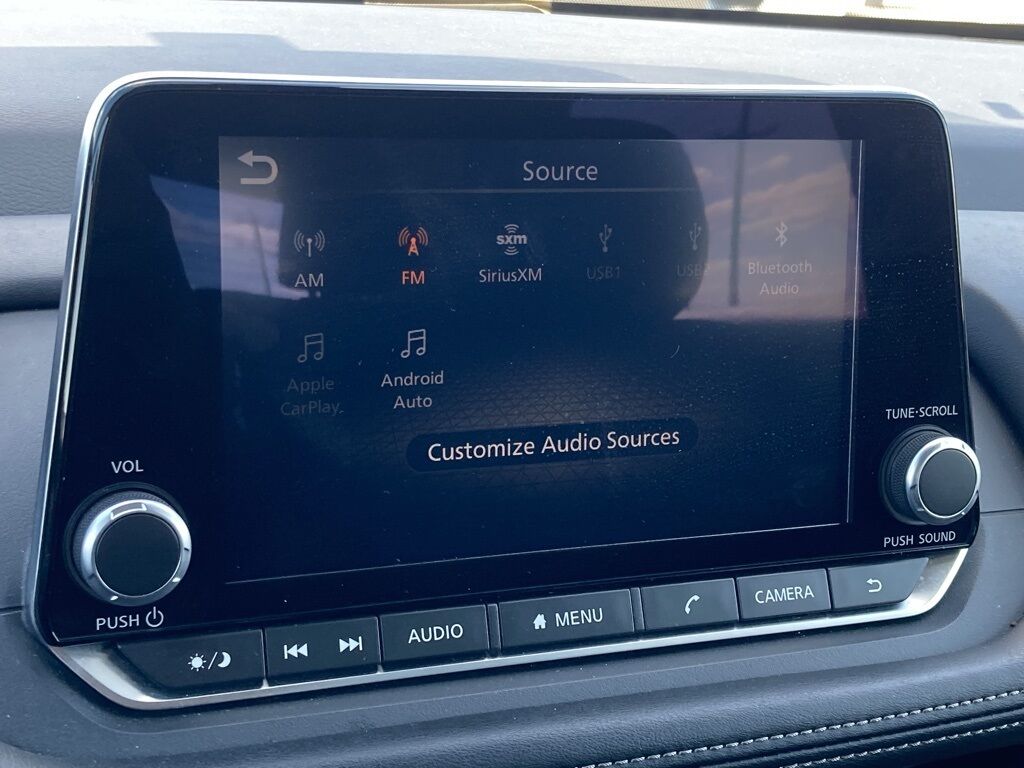 Source
AM
FM
sxm
SiriusXM
USB1
USB2
Bluetooth
Audio
Apple
CarPlay
Android
Auto
Customize Audio Sources
VOL
PUSH
TUNE·SCROLL
PUSH SOUND
AUDIO
MENU
CAMERA